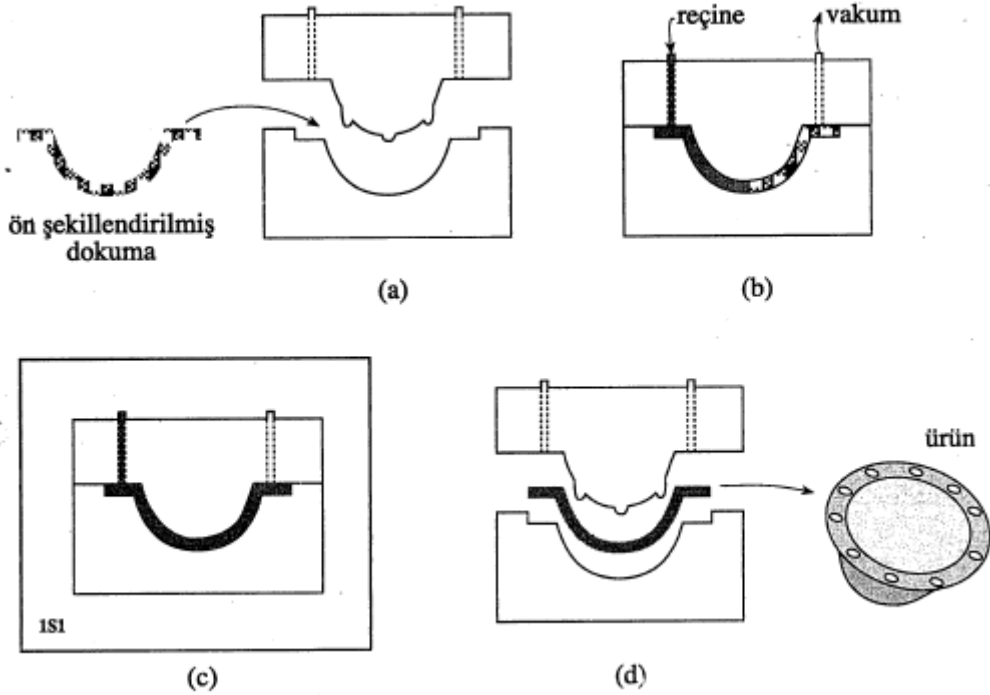 reçine
vakum
ön şekillendirilmiş
dokuma
(a)
(b)
ürün
ısı
(c)
(d)